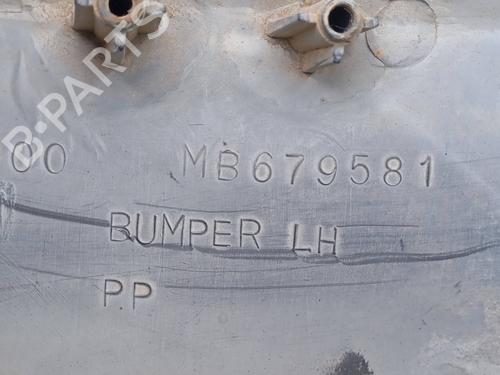 B-PARTS
00 MB679581
BUMPER LH
PP